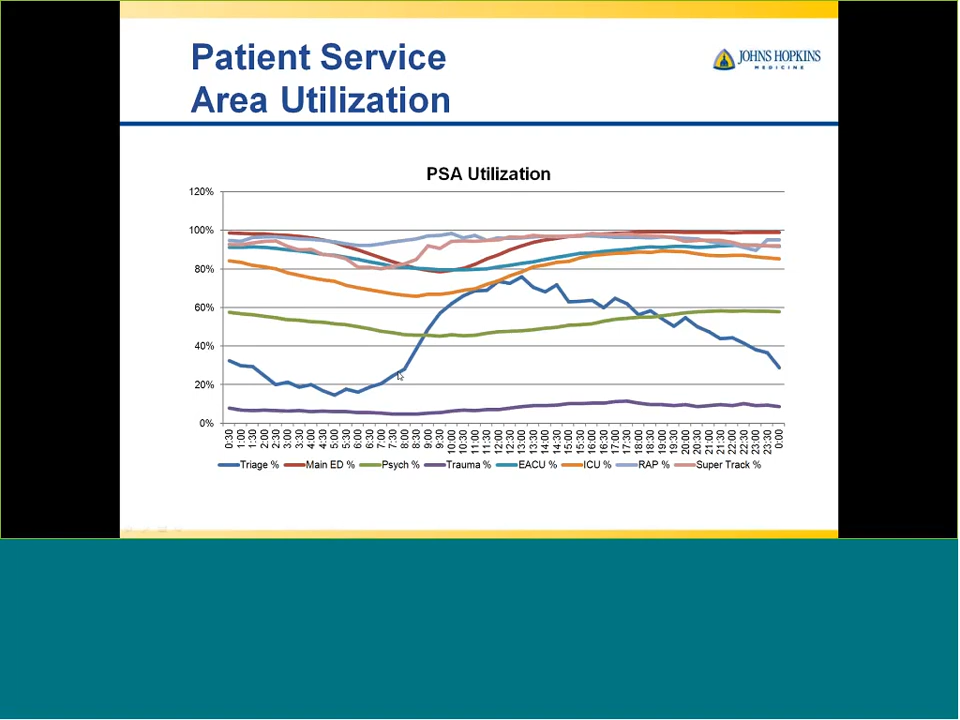 Patient Service
Area Utilization
JOHNS HOPKINS
MEDICINE
PSA Utilization
120%
100%
80%
60%
40%
20%
0%
0:30 1:00 1:30 2:00 2:30 3:00 3:30 4:00 4:30 5:00 5:30 6:00 6:30 7:00 7:30 8:00 8:30 9:00 9:30 10:00 10:30 11:00 11:30 12:00 12:30 13:00 13:30 14:00 14:30 15:00 15:30 16:00 16:30 17:00 17:30 18:00 18:30 19:00 19:30 20:00 20:30 21:00 21:30 22:00 22:30 23:00 23:30 0:00
Triage % Main ED % Psych % Trauma % EACU % ICU % RAP % Super Track %